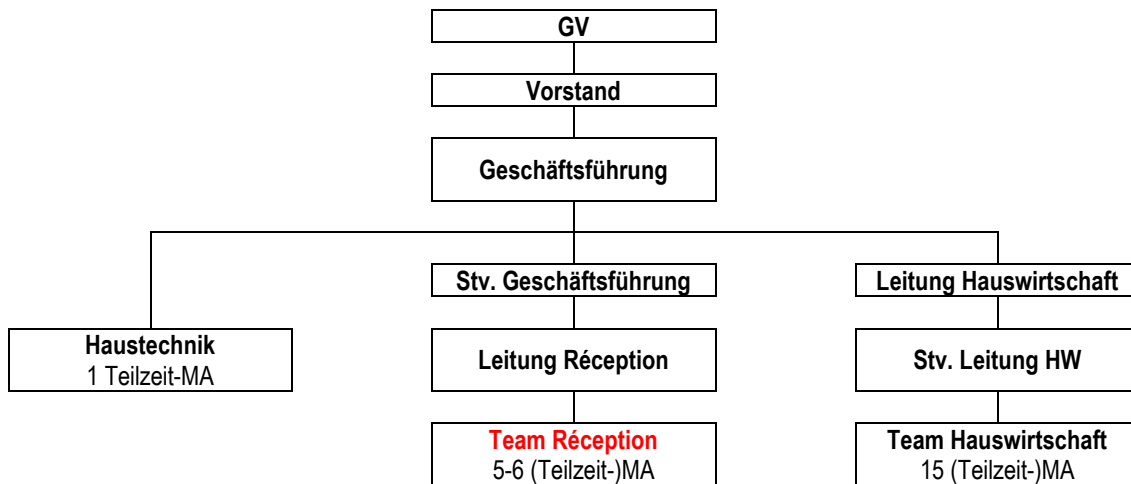 GV
Vorstand
Geschäftsführung
Stv. Geschäftsführung
Leitung Hauswirtschaft
Haustechnik
1 Teilzeit-MA
Leitung Réception
Stv. Leitung HW
Team Réception
5-6 (Teilzeit-)MA
Team Hauswirtschaft
15 (Teilzeit-)MA